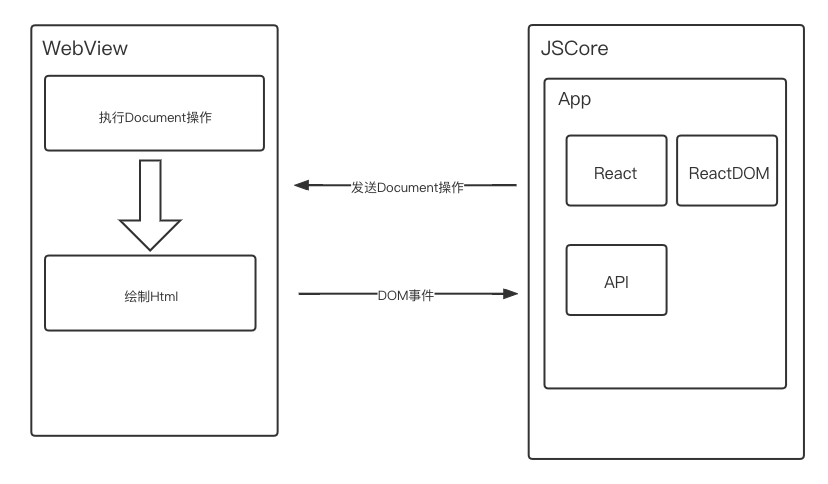 WebView
执行Document操作
绘制Html
发送Document操作
DOM事件
JSCore
App
React
ReactDOM
API